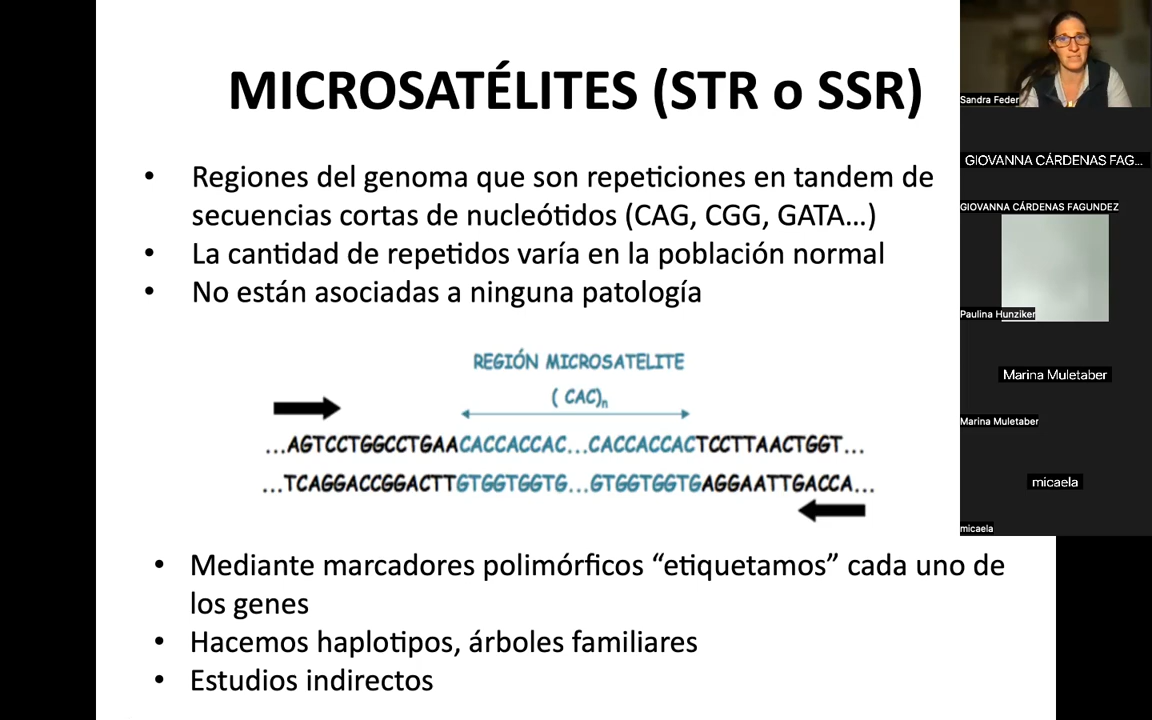 MICROSATÉLITES (STR o SSR)
• Regiones del genoma que son repeticiones en tandem de
secuencias cortas de nucleótidos (CAG, CGG, GATA…)
• La cantidad de repetidos varía en la población normal
• No están asociadas a ninguna patología
REGIÓN MICROSATELITE
( CAC)n
...AGTCCTGGCCTGAACACCACCAC...CACCACCACTCCTTAACTGGT...
...TCAGGACCGGACTTGTGGTGGTG...GTGGTGGTGAGGAATTGACCA...
• Mediante marcadores polimórficos “etiquetamos” cada uno de
los genes
• Hacemos haplotipos, árboles familiares
• Estudios indirectos
Sandra Feder
GIOVANNA CÁRDENAS FAG...
GIOVANNA CÁRDENAS FAGUNDEZ
Paulina Hunziker
Marina Muletaber
Marina Muletaber
micaela
micaela